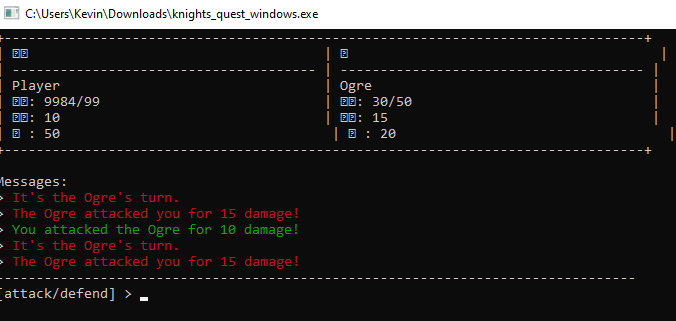 C:\Users\Kevin\Downloads\knights_quest_windows.exe
Player | Ogre
: 9984/99 | : 30/50
: 10 | : 15
: 50 | : 20
Messages:
> It's the Ogre's turn.
> The Ogre attacked you for 15 damage!
> You attacked the Ogre for 10 damage!
> It's the Ogre's turn.
> The Ogre attacked you for 15 damage!
[attack/defend] >